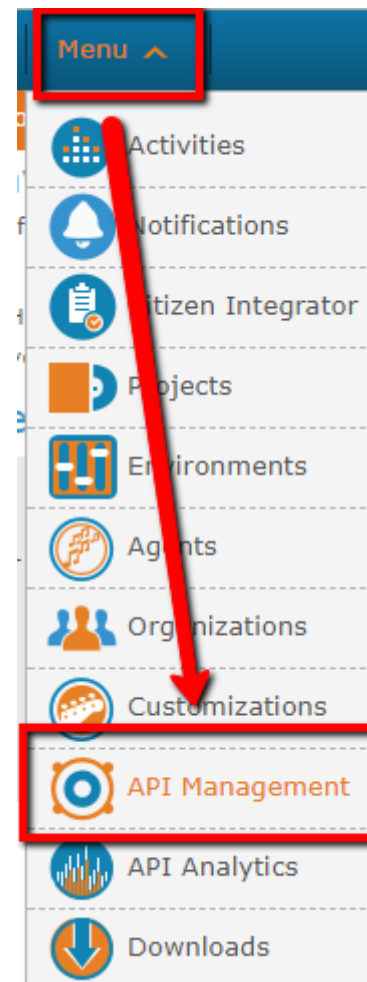 Menu
Activities
Notifications
Citizen Integrator
Projects
Environments
Agents
Organizations
Customizations
API Management
API Analytics
Downloads